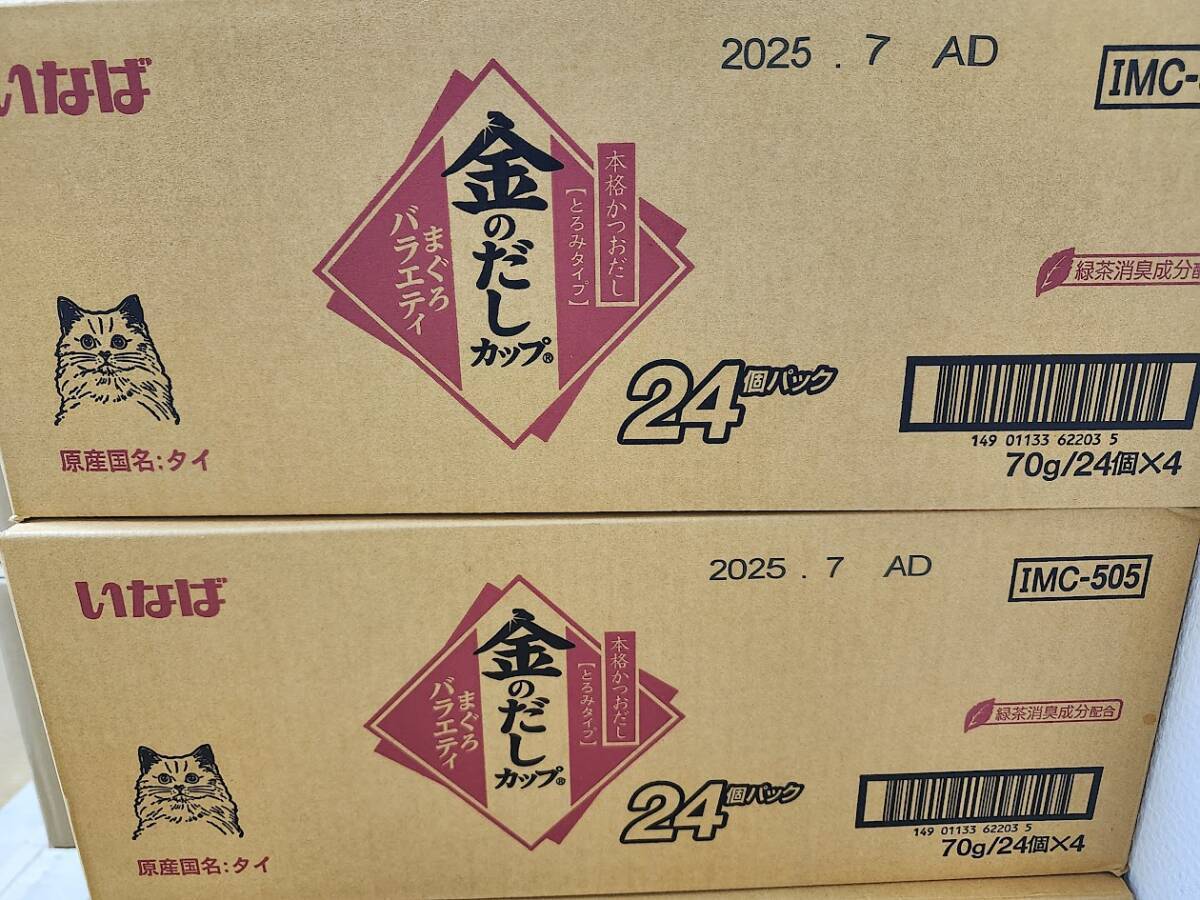 いなば
2025 . 7 AD
IMC-
本格かつおだし
[とろみタイプ]
金のだし
カップ®
まぐろ
バラエティ
緑茶消臭成分配
24個パック
149 01133 62203 5
70g/24個×4
原産国名:タイ
いなば
2025 . 7 AD
IMC-505
本格かつおだし
[とろみタイプ]
金のだし
カップ®
まぐろ
バラエティ
緑茶消臭成分配合
24個パック
149 01133 62203 5
70g/24個×4
原産国名:タイ